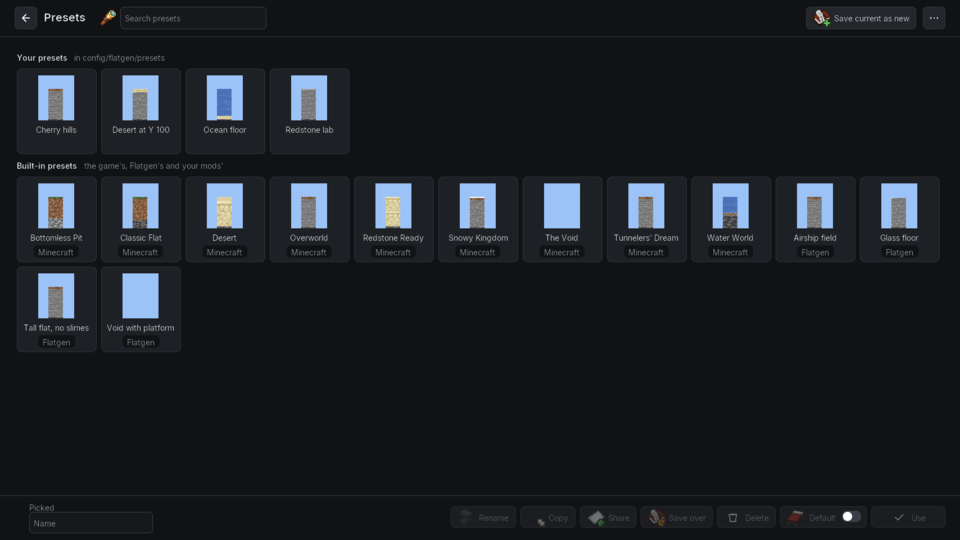 Presets
Search presets
Save current as new
Your presets in config/flatgen/presets
Cherry hills
Desert at Y 100
Ocean floor
Redstone lab
Built-in presets the game's, Flatgen's and your mods'
Bottomless Pit
Minecraft
Classic Flat
Minecraft
Desert
Minecraft
Overworld
Minecraft
Redstone Ready
Minecraft
Snowy Kingdom
Minecraft
The Void
Minecraft
Tunnelers' Dream
Minecraft
Water World
Minecraft
Airship field
Flatgen
Glass floor
Flatgen
Tall flat, no slimes
Flatgen
Void with platform
Flatgen
Picked
Name
Rename
Copy
Share
Save over
Delete
Default
Use